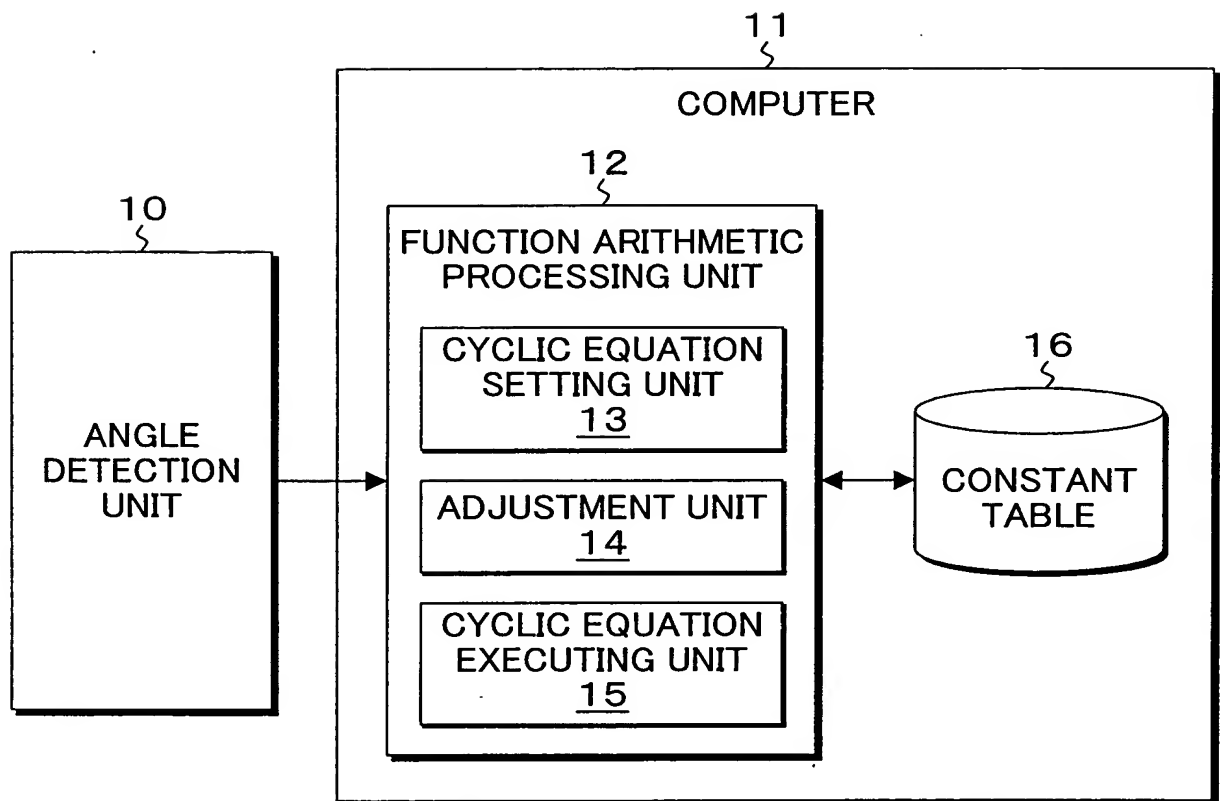 11
COMPUTER
12
10
FUNCTION ARITHMETIC
PROCESSING UNIT
CYCLIC EQUATION
SETTING UNIT
13
16
ANGLE
DETECTION
UNIT
ADJUSTMENT UNIT
14
CONSTANT
TABLE
CYCLIC EQUATION
EXECUTING UNIT
15